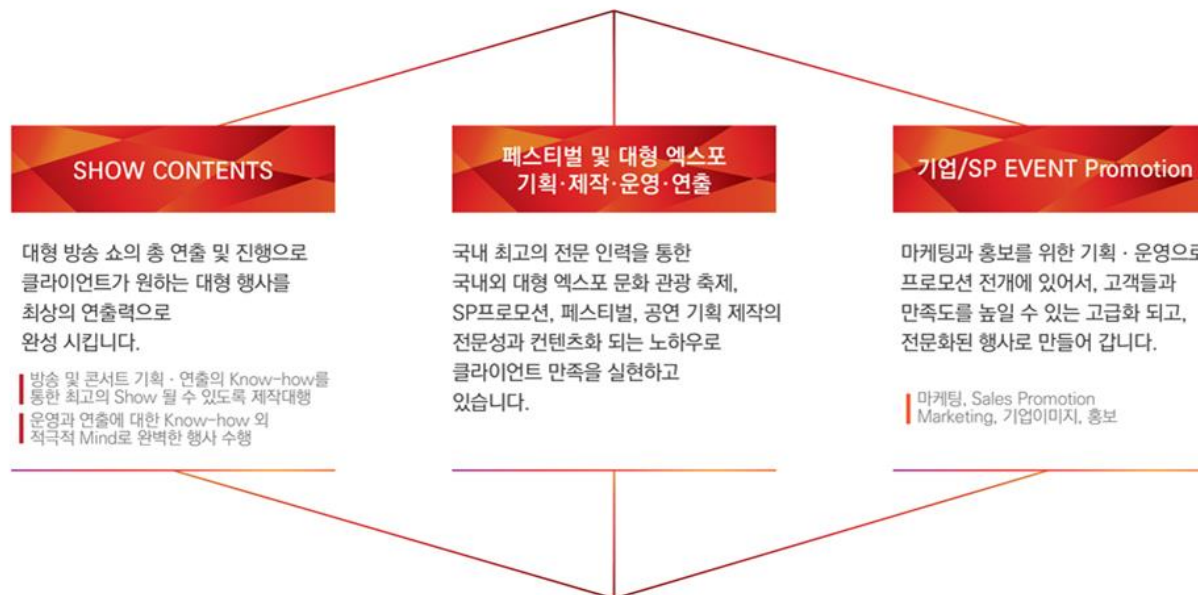 SHOW CONTENTS
대형 방송 쇼의 총 연출 및 진행으로
클라이언트가 원하는 대형 행사를
최상의 연출력으로
완성 시킵니다.
방송 및 콘서트 기획 · 연출의 Know-how를
통한 최고의 Show 될 수 있도록 제작대행
운영과 연출에 대한 Know-how 외
적극적 Mind로 완벽한 행사 수행
페스티벌 및 대형 엑스포
기획·제작·운영·연출
국내 최고의 전문 인력을 통한
국내외 대형 엑스포 문화 관광 축제,
SP프로모션, 페스티벌, 공연 기획 제작의
전문성과 컨텐츠화 되는 노하우로
클라이언트 만족을 실현하고
있습니다.
기업/SP EVENT Promotion
마케팅과 홍보를 위한 기획 · 운영으로
프로모션 전개에 있어서, 고객들과
만족도를 높일 수 있는 고급화 되고,
전문화된 행사로 만들어 갑니다.
마케팅, Sales Promotion
Marketing, 기업이미지, 홍보